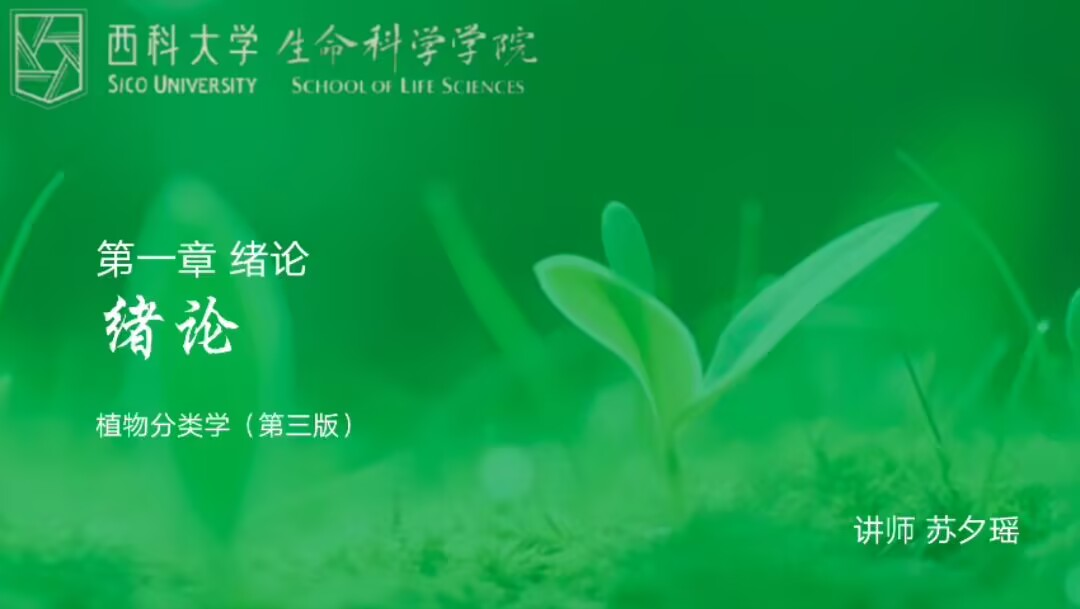 西科大学 生命科学学院
SICO UNIVERSITY SCHOOL OF LIFE SCIENCES
第一章 绪论
绪论
植物分类学（第三版）
讲师 苏夕瑶